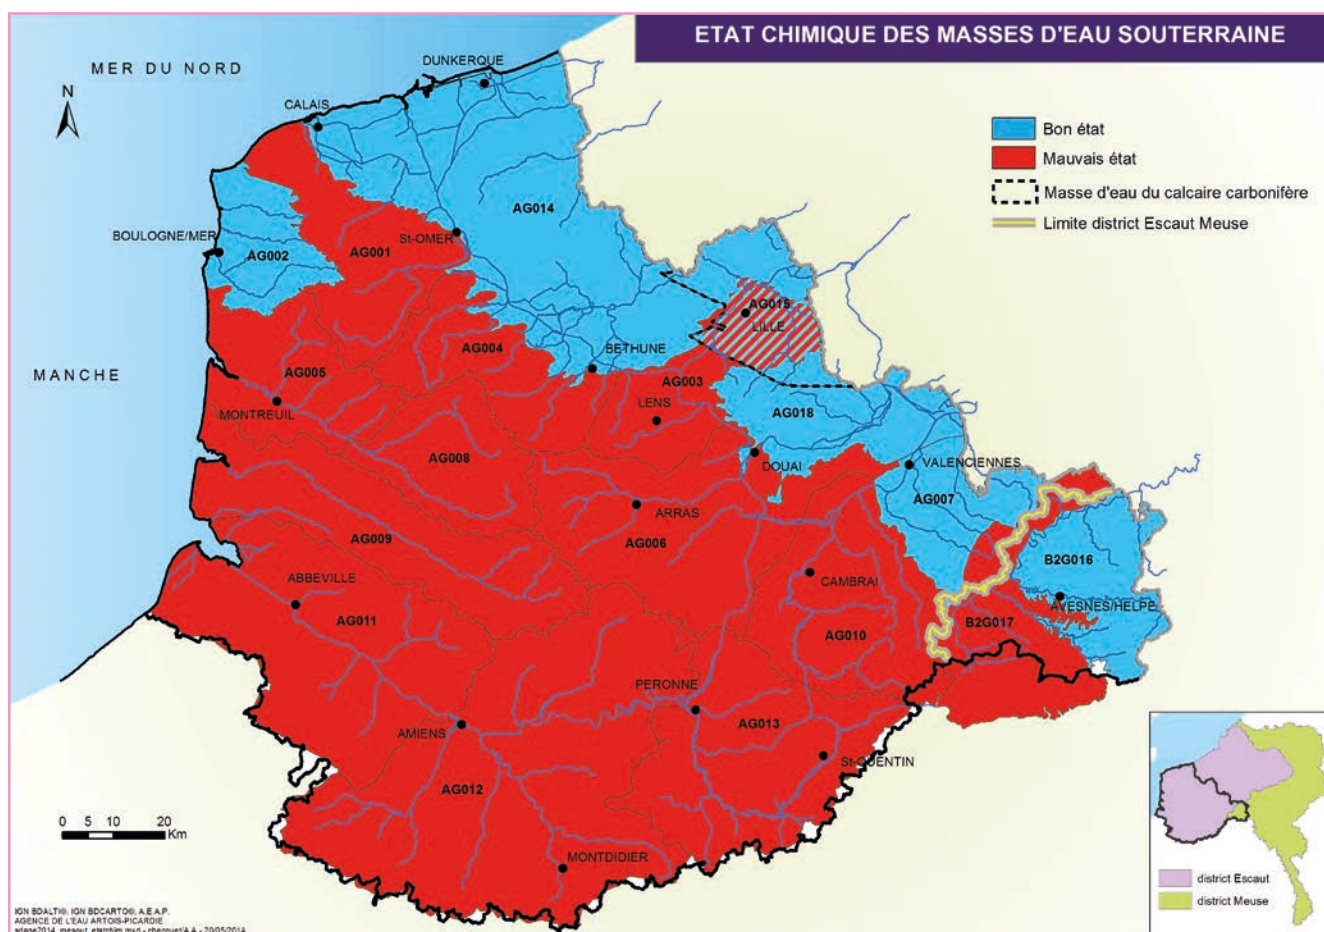 ETAT CHIMIQUE DES MASSES D'EAU SOUTERRAINE
MER DU NORD
N
DUNKERQUE
CALAIS
Bon état
Mauvais état
Masse d'eau du calcaire carbonifère
Limite district Escaut Meuse
AG014
St-OMER
BOULOGNE/MER
AG002
AG001
AG015
LILLE
AG004
BETHUNE
MANCHE
AG005
AG003
LENS
MONTREUIL
AG018
AG008
DOUAI
VALENCIENNES
AG007
ARRAS
AG009
AG006
B2G016
ABBEVILLE
CAMBRAI
AVESNES/HELPE
AG011
AG010
B2G017
PERONNE
AMIENS
AG013
St-QUENTIN
AG012
0 5 10 20
Km
MONTDIDIER
district Escaut
district Meuse
IGN BDALTI©, IGN BDCARTO©, A.E.A.P.
AGENCE DE L'EAU ARTOIS-PICARDIE
20/05/2014